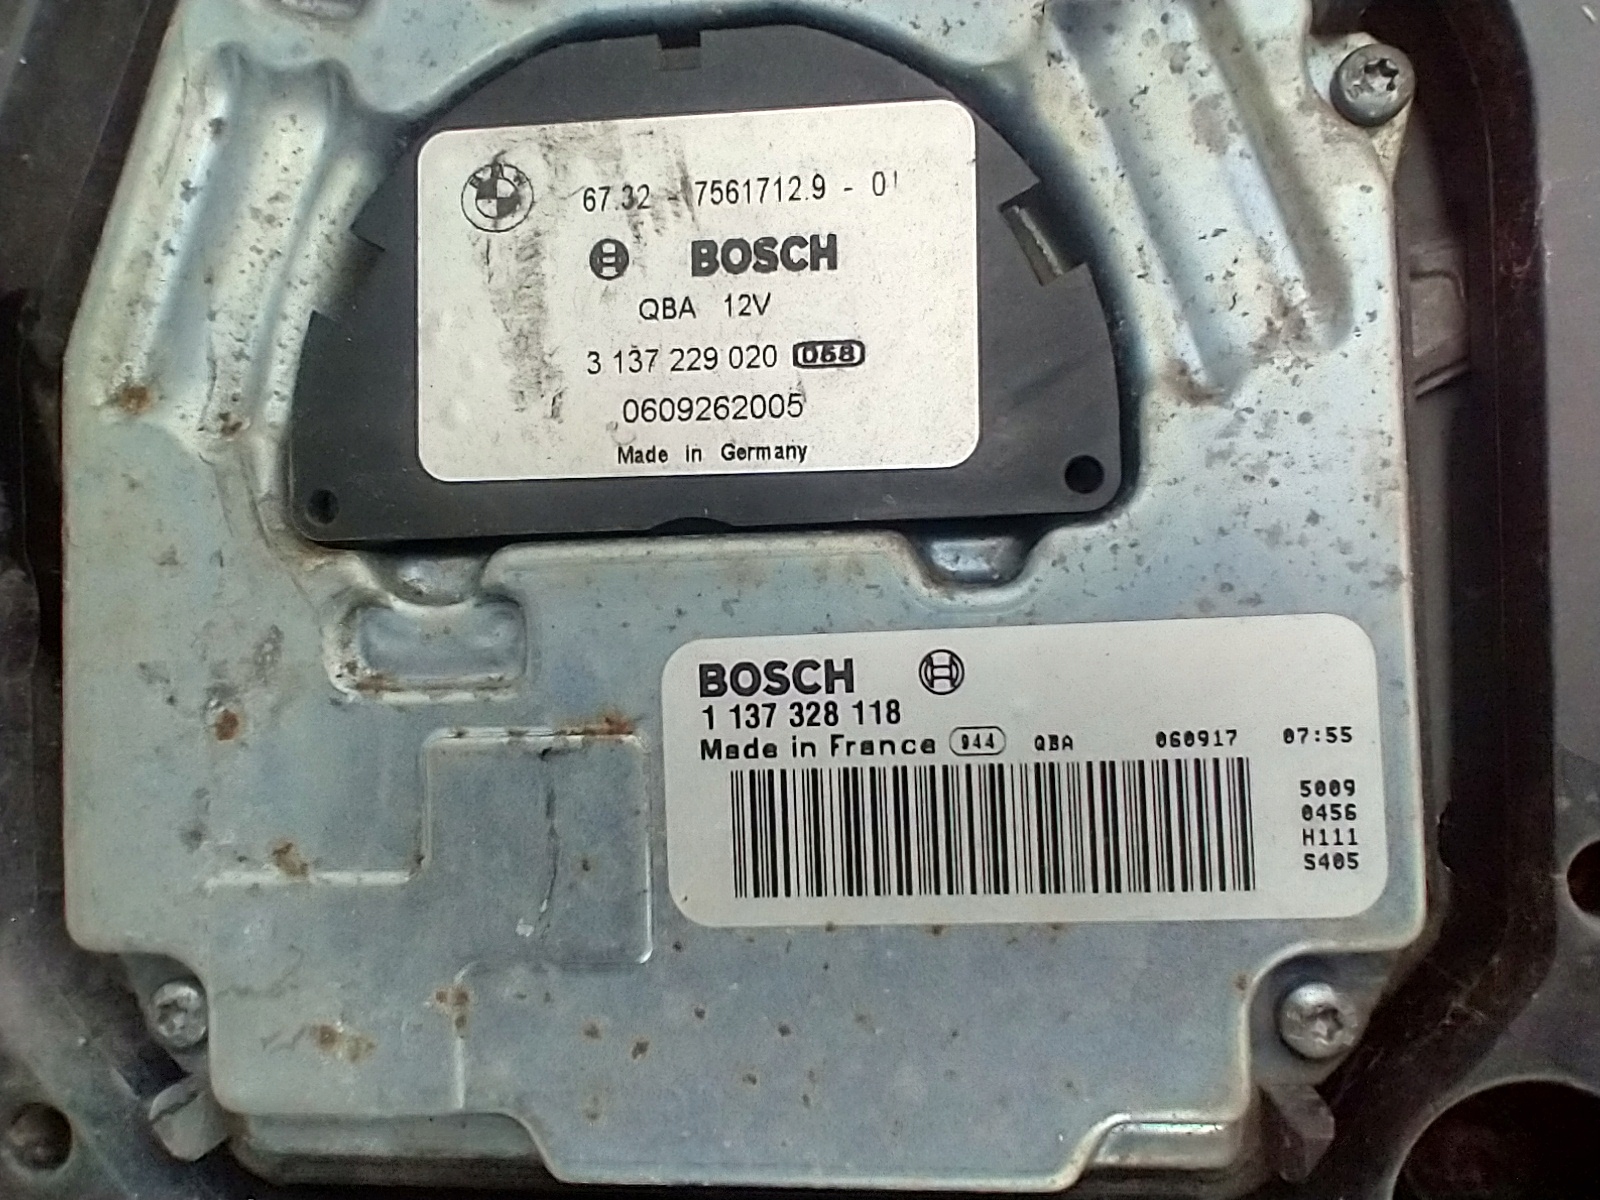 67.32 - 7561712.9 - 01
BOSCH
QBA 12V
3 137 229 020 068
0609262005
Made in Germany
BOSCH
1 137 328 118
Made in France 944 QBA 060917 07:55
5009
0456
H111
S405